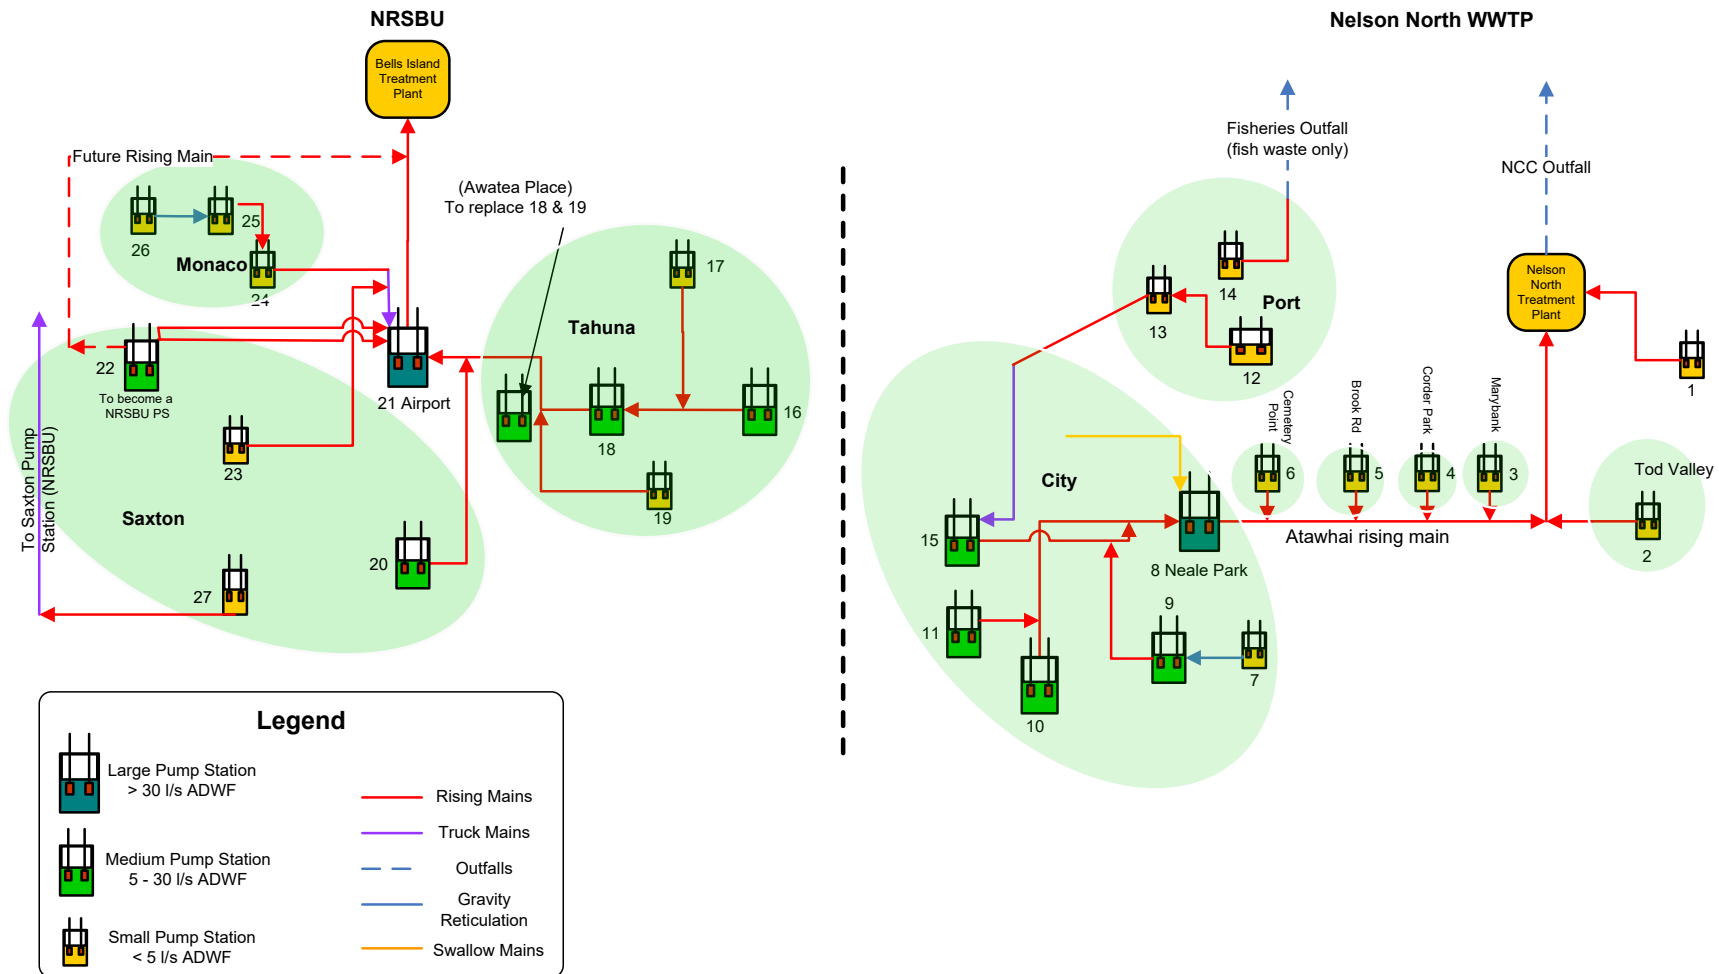 NRSBU
Nelson North WWTP
Bells Island
Treatment
Plant
Future Rising Main
(Awatea Place)
To replace 18 & 19
26
25
Monaco
24
22
To become a
NRSBU PS
21 Airport
23
Saxton
To Saxton Pump
Station (NRSBU)
27
20
17
Tahuna
16
18
19
Fisheries Outfall
(fish waste only)
NCC Outfall
14
Port
13
12
Nelson
North
Treatment
Plant
1
Cemetery
Point
Brook Rd
Corder Park
Marybank
6
5
4
3
Tod Valley
2
City
15
8 Neale Park
Atawhai rising main
11
9
7
10
Legend
Large Pump Station
> 30 l/s ADWF
Medium Pump Station
5 - 30 l/s ADWF
Small Pump Station
< 5 l/s ADWF
Rising Mains
Truck Mains
Outfalls
Gravity
Reticulation
Swallow Mains